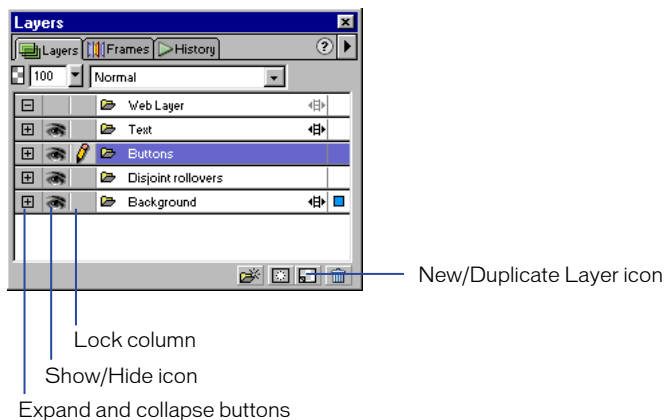 Layers
Layers Frames History ?
100 Normal
Web Layer
Text
Buttons
Disjoint rollovers
Background
New/Duplicate Layer icon
Lock column
Show/Hide icon
Expand and collapse buttons